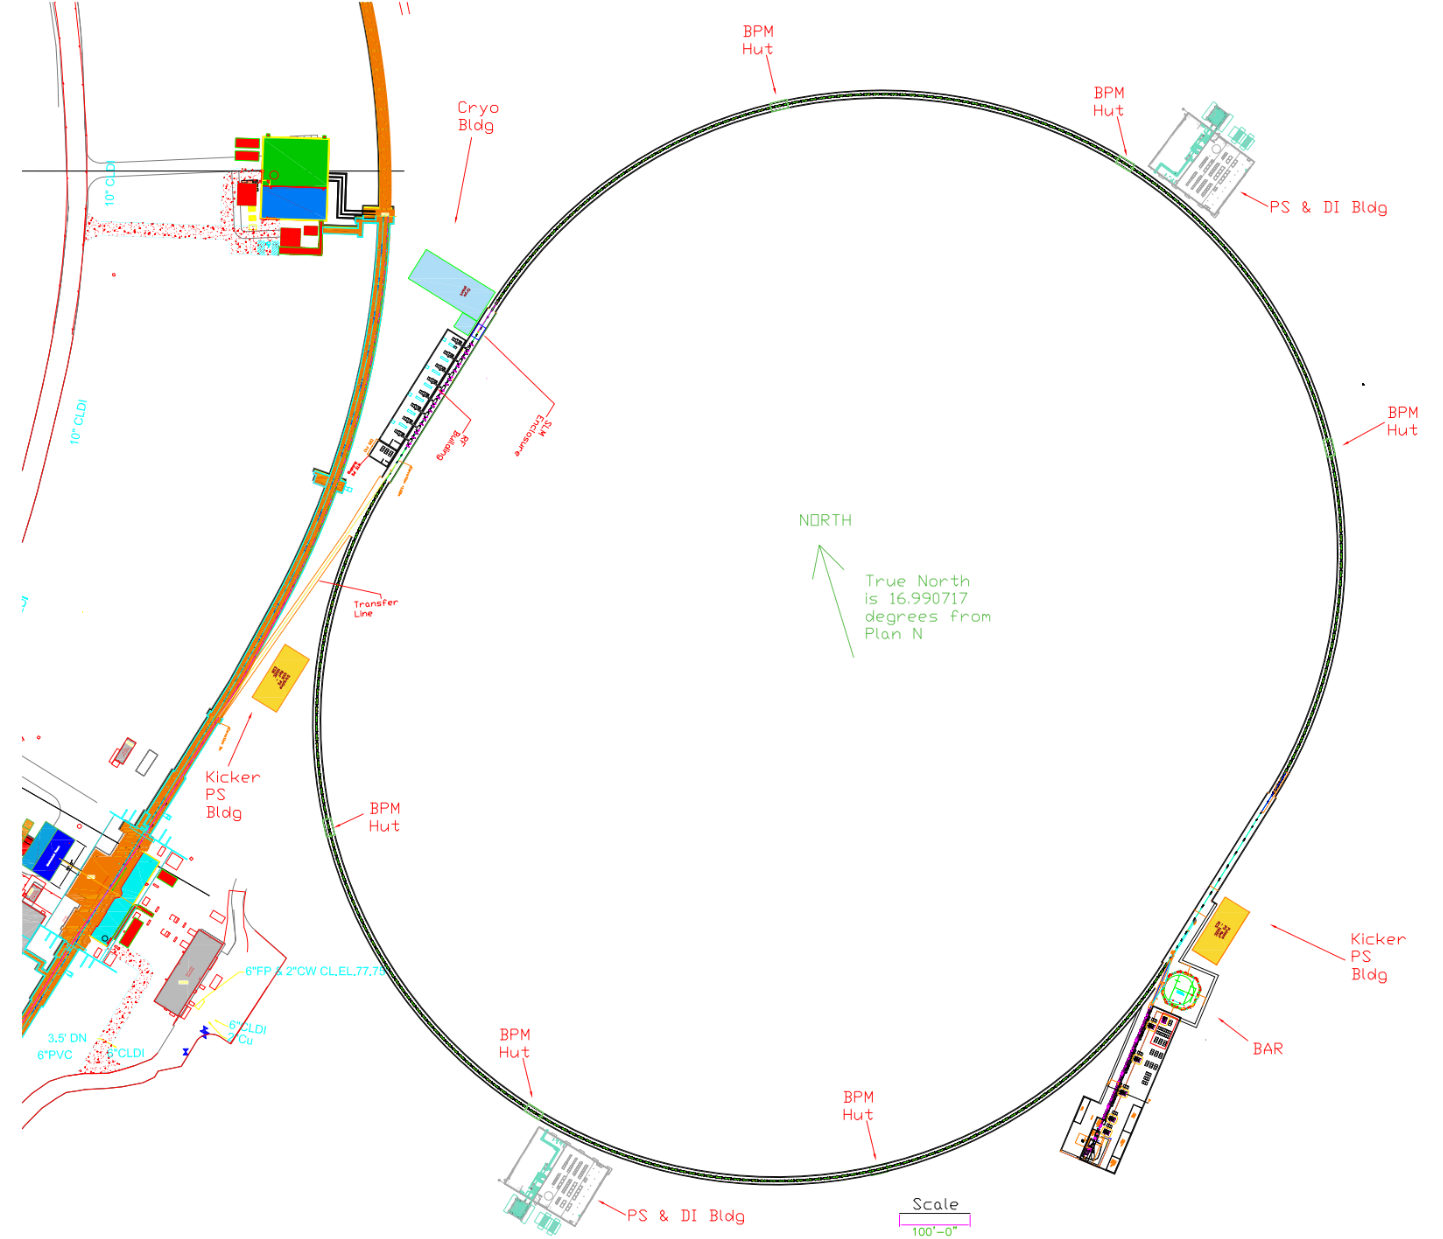 BPM
Hut
BPM
Hut
Cryo
Bldg
PS & DI Bldg
10" CLDI
10" CLDI
SLM
Enclosure
RF
Building
BPM
Hut
NORTH
True North
is 16.990717
degrees from
Plan N
Transfer
Line
Kicker
PS
Bldg
BPM
Hut
Kicker
PS
Bldg
6"FP & 2"CW CL.EL.77.75
6"CLDI
2"Cu
3.5' DN
6"PVC
6"CLDI
BPM
Hut
BAR
BPM
Hut
PS & DI Bldg
Scale
100'-0"